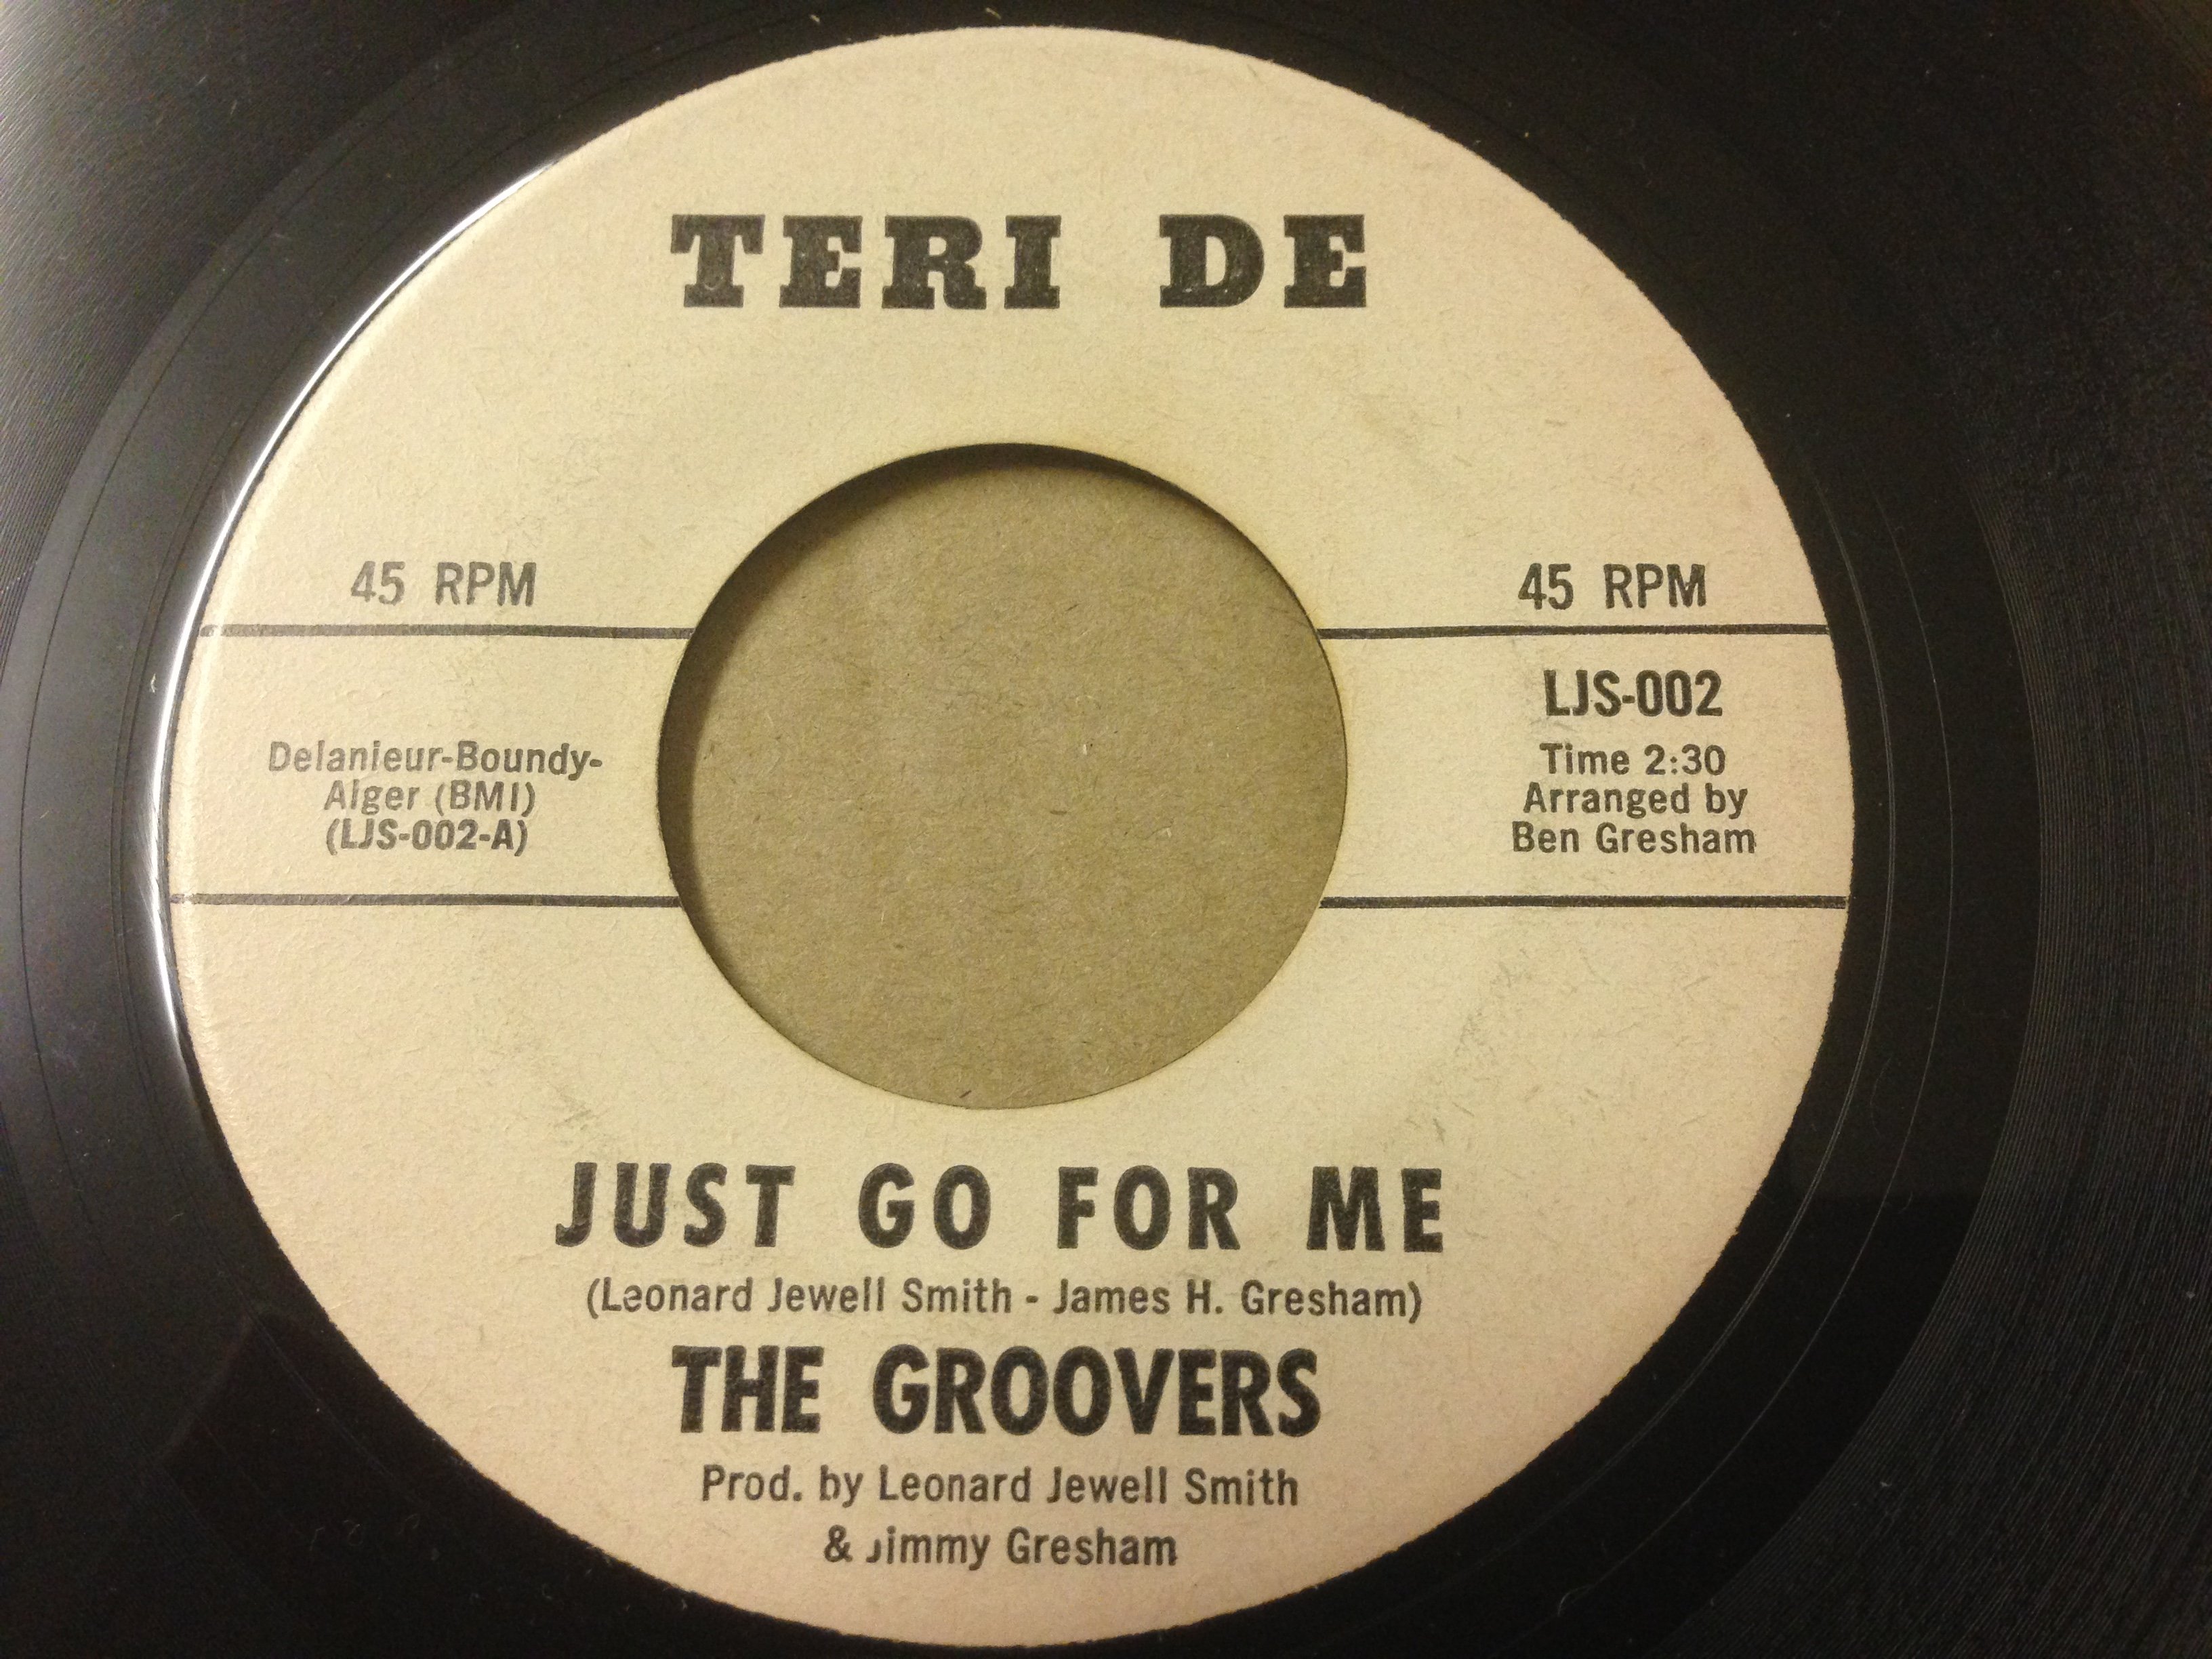 TERI DE
45 RPM
45 RPM
Delanieur-Boundy-
Alger (BMI)
(LJS-002-A)
LJS-002
Time 2:30
Arranged by
Ben Gresham
JUST GO FOR ME
(Leonard Jewell Smith - James H. Gresham)
THE GROOVERS
Prod. by Leonard Jewell Smith
& Jimmy Gresham